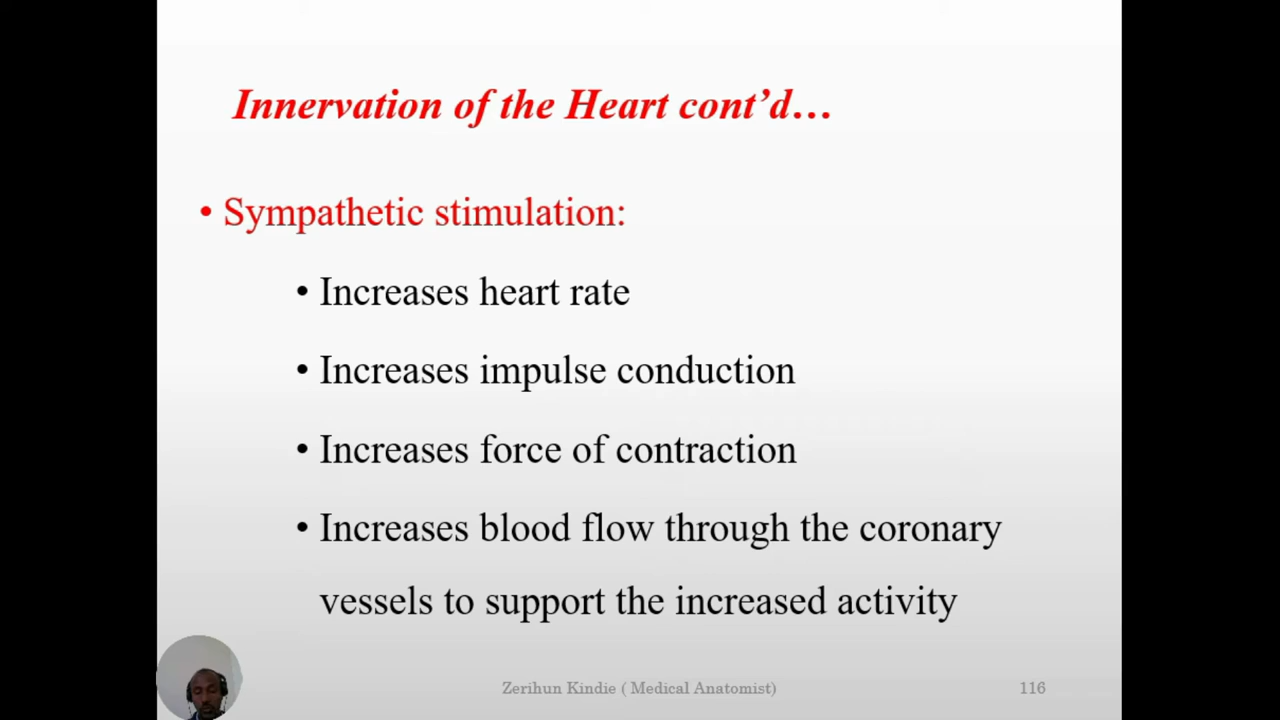 Innervation of the Heart cont’d…
• Sympathetic stimulation:
• Increases heart rate
• Increases impulse conduction
• Increases force of contraction
• Increases blood flow through the coronary
vessels to support the increased activity
Zerihun Kindie ( Medical Anatomist)
116